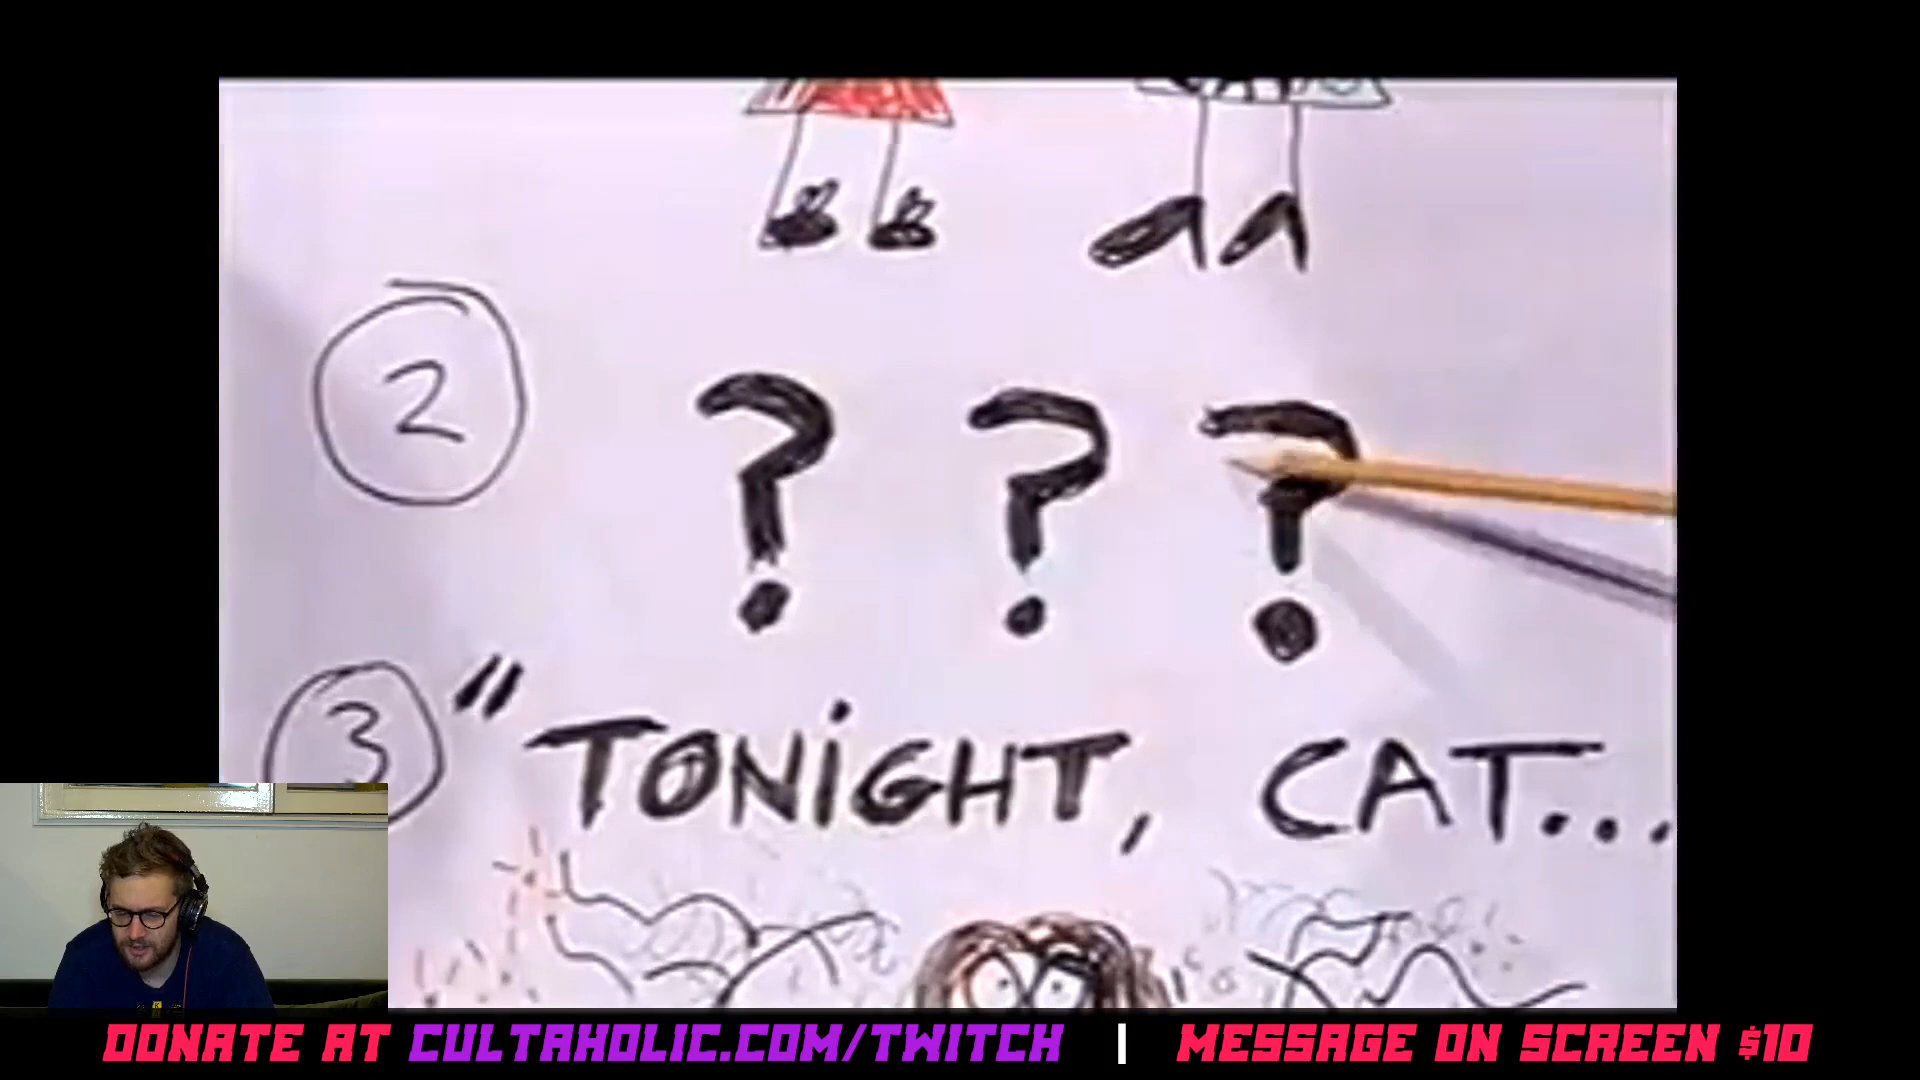 2
? ? ?
3 "TONiGHT, CAT...
DONATE AT CULTAHOLIC.COM/TWITCH | MESSAGE ON SCREEN $10